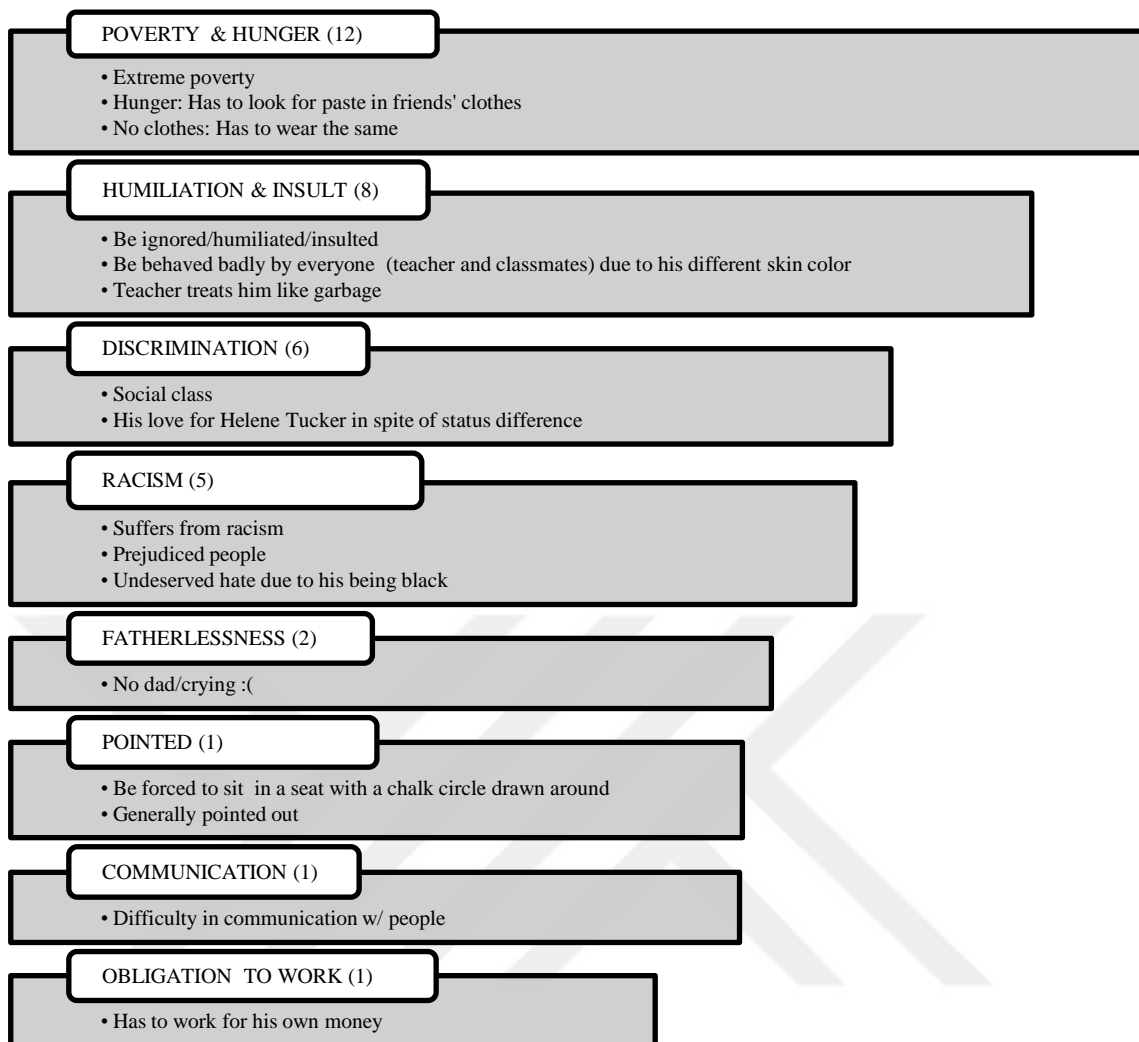 POVERTY & HUNGER (12)
• Extreme poverty
• Hunger: Has to look for paste in friends' clothes
• No clothes: Has to wear the same
HUMILIATION & INSULT (8)
• Be ignored/humiliated/insulted
• Be behaved badly by everyone (teacher and classmates) due to his different skin color
• Teacher treats him like garbage
DISCRIMINATION (6)
• Social class
• His love for Helene Tucker in spite of status difference
RACISM (5)
• Suffers from racism
• Prejudiced people
• Undeserved hate due to his being black
FATHERLESSNESS (2)
• No dad/crying :(
POINTED (1)
• Be forced to sit in a seat with a chalk circle drawn around
• Generally pointed out
COMMUNICATION (1)
• Difficulty in communication w/ people
OBLIGATION TO WORK (1)
• Has to work for his own money